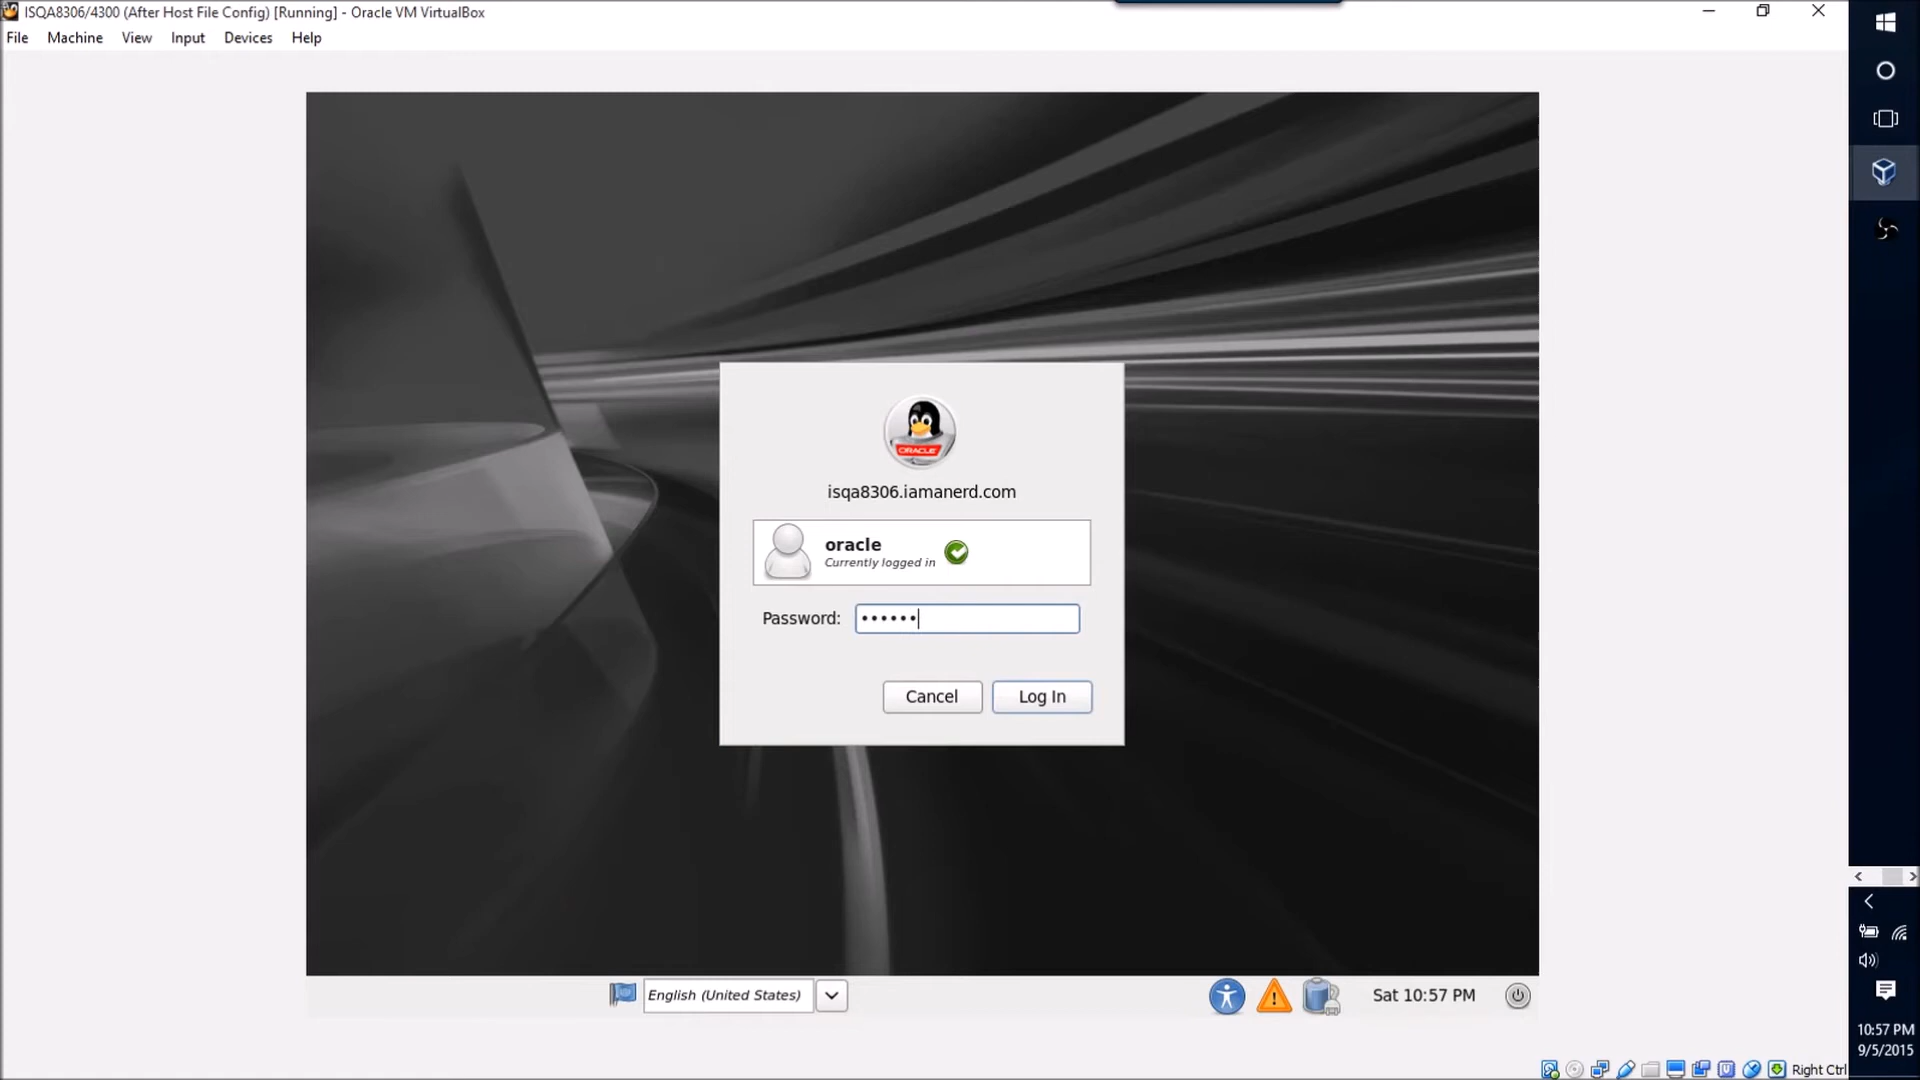 ISQA8306/4300 (After Host File Config) [Running] - Oracle VM VirtualBox
File Machine View Input Devices Help
ORACLE
isqa8306.iamanerd.com
oracle
Currently logged in
Password: ••••••
Cancel Log In
English (United States)
Sat 10:57 PM
10:57 PM
9/5/2015
Right Ctrl